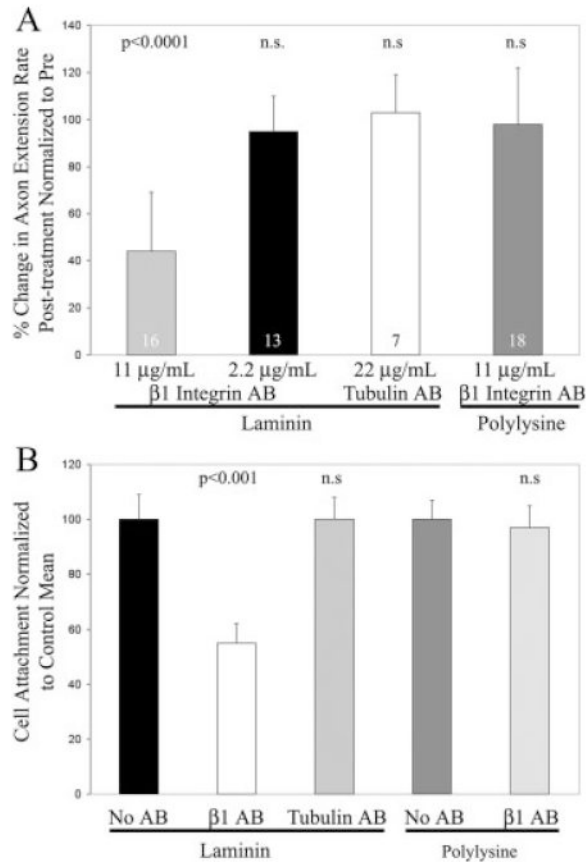 A
% Change in Axon Extension Rate
Post-treatment Normalized to Pre
140
120
100
80
60
40
20
0
p<0.0001 n.s. n.s n.s
16 13 7 18
11 µg/mL 2.2 µg/mL 22 µg/mL 11 µg/mL
β1 Integrin AB Tubulin AB β1 Integrin AB
Laminin Polylysine
B
Cell Attachment Normalized
to Control Mean
120
100
80
60
40
20
0
p<0.001 n.s n.s
No AB β1 AB Tubulin AB No AB β1 AB
Laminin Polylysine